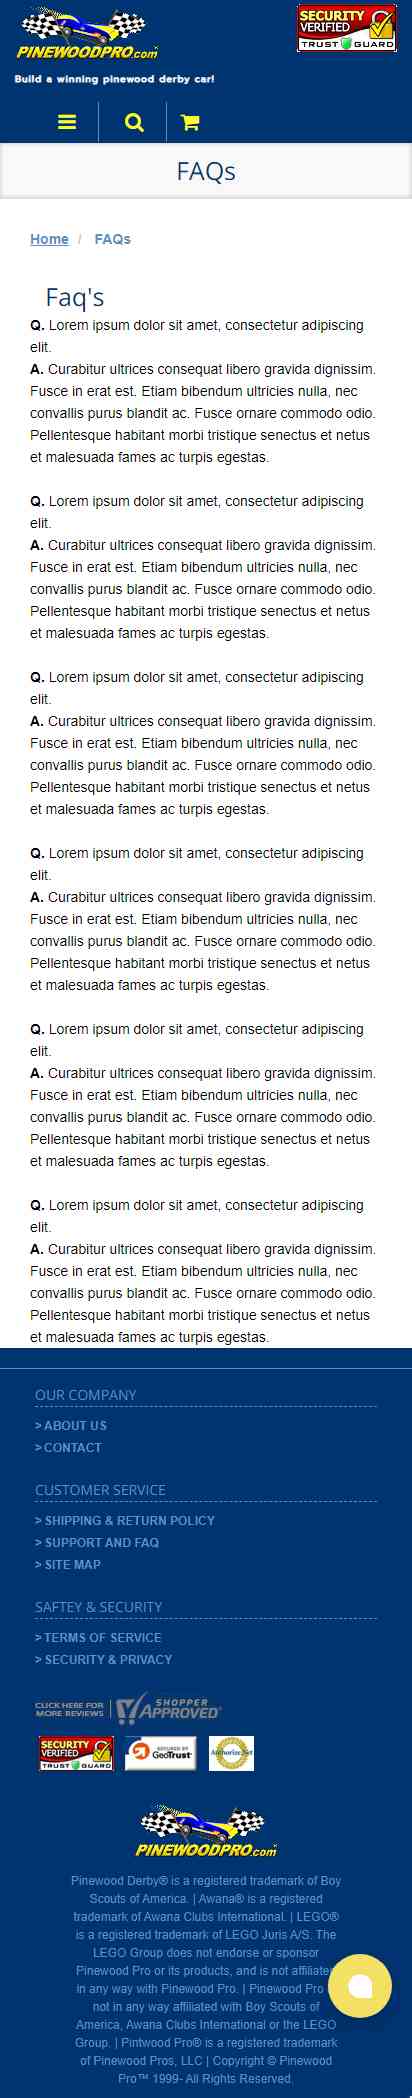 PINEWOODPRO.com
SECURITY
VERIFIED
TRUST GUARD
Build a winning pinewood derby car!
FAQs
Home / FAQs
Faq's
Q. Lorem ipsum dolor sit amet, consectetur adipiscing
elit.
A. Curabitur ultrices consequat libero gravida dignissim.
Fusce in erat est. Etiam bibendum ultricies nulla, nec
convallis purus blandit ac. Fusce ornare commodo odio.
Pellentesque habitant morbi tristique senectus et netus
et malesuada fames ac turpis egestas.
Q. Lorem ipsum dolor sit amet, consectetur adipiscing
elit.
A. Curabitur ultrices consequat libero gravida dignissim.
Fusce in erat est. Etiam bibendum ultricies nulla, nec
convallis purus blandit ac. Fusce ornare commodo odio.
Pellentesque habitant morbi tristique senectus et netus
et malesuada fames ac turpis egestas.
Q. Lorem ipsum dolor sit amet, consectetur adipiscing
elit.
A. Curabitur ultrices consequat libero gravida dignissim.
Fusce in erat est. Etiam bibendum ultricies nulla, nec
convallis purus blandit ac. Fusce ornare commodo odio.
Pellentesque habitant morbi tristique senectus et netus
et malesuada fames ac turpis egestas.
Q. Lorem ipsum dolor sit amet, consectetur adipiscing
elit.
A. Curabitur ultrices consequat libero gravida dignissim.
Fusce in erat est. Etiam bibendum ultricies nulla, nec
convallis purus blandit ac. Fusce ornare commodo odio.
Pellentesque habitant morbi tristique senectus et netus
et malesuada fames ac turpis egestas.
Q. Lorem ipsum dolor sit amet, consectetur adipiscing
elit.
A. Curabitur ultrices consequat libero gravida dignissim.
Fusce in erat est. Etiam bibendum ultricies nulla, nec
convallis purus blandit ac. Fusce ornare commodo odio.
Pellentesque habitant morbi tristique senectus et netus
et malesuada fames ac turpis egestas.
Q. Lorem ipsum dolor sit amet, consectetur adipiscing
elit.
A. Curabitur ultrices consequat libero gravida dignissim.
Fusce in erat est. Etiam bibendum ultricies nulla, nec
convallis purus blandit ac. Fusce ornare commodo odio.
Pellentesque habitant morbi tristique senectus et netus
et malesuada fames ac turpis egestas.
OUR COMPANY
> ABOUT US
> CONTACT
CUSTOMER SERVICE
> SHIPPING & RETURN POLICY
> SUPPORT AND FAQ
> SITE MAP
SAFTEY & SECURITY
> TERMS OF SERVICE
> SECURITY & PRIVACY
CLICK HERE FOR
MORE REVIEWS
SHOPPER
APPROVED
SECURITY
VERIFIED
TRUST GUARD
SECURED BY
GeoTrust
Authorize.Net
PINEWOODPRO.com
Pinewood Derby® is a registered trademark of Boy
Scouts of America. | Awana® is a registered
trademark of Awana Clubs International. | LEGO®
is a registered trademark of LEGO Juris A/S. The
LEGO Group does not endorse or sponsor
Pinewood Pro or its products, and is not affiliated
in any way with Pinewood Pro. | Pinewood Pro
not in any way affiliated with Boy Scouts of
America, Awana Clubs International or the LEGO
Group. | Pintwood Pro® is a registered trademark
of Pinewood Pros, LLC | Copyright © Pinewood
Pro™ 1999- All Rights Reserved.